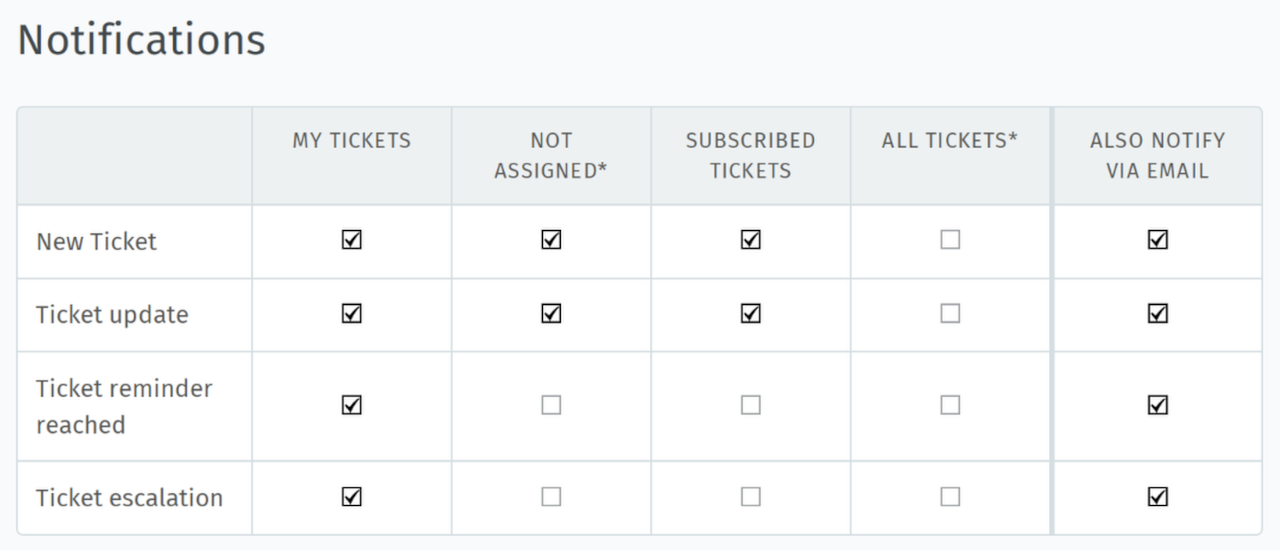 Notifications
MY TICKETS
NOT
ASSIGNED*
SUBSCRIBED
TICKETS
ALL TICKETS*
ALSO NOTIFY
VIA EMAIL
New Ticket
Ticket update
Ticket reminder
reached
Ticket escalation